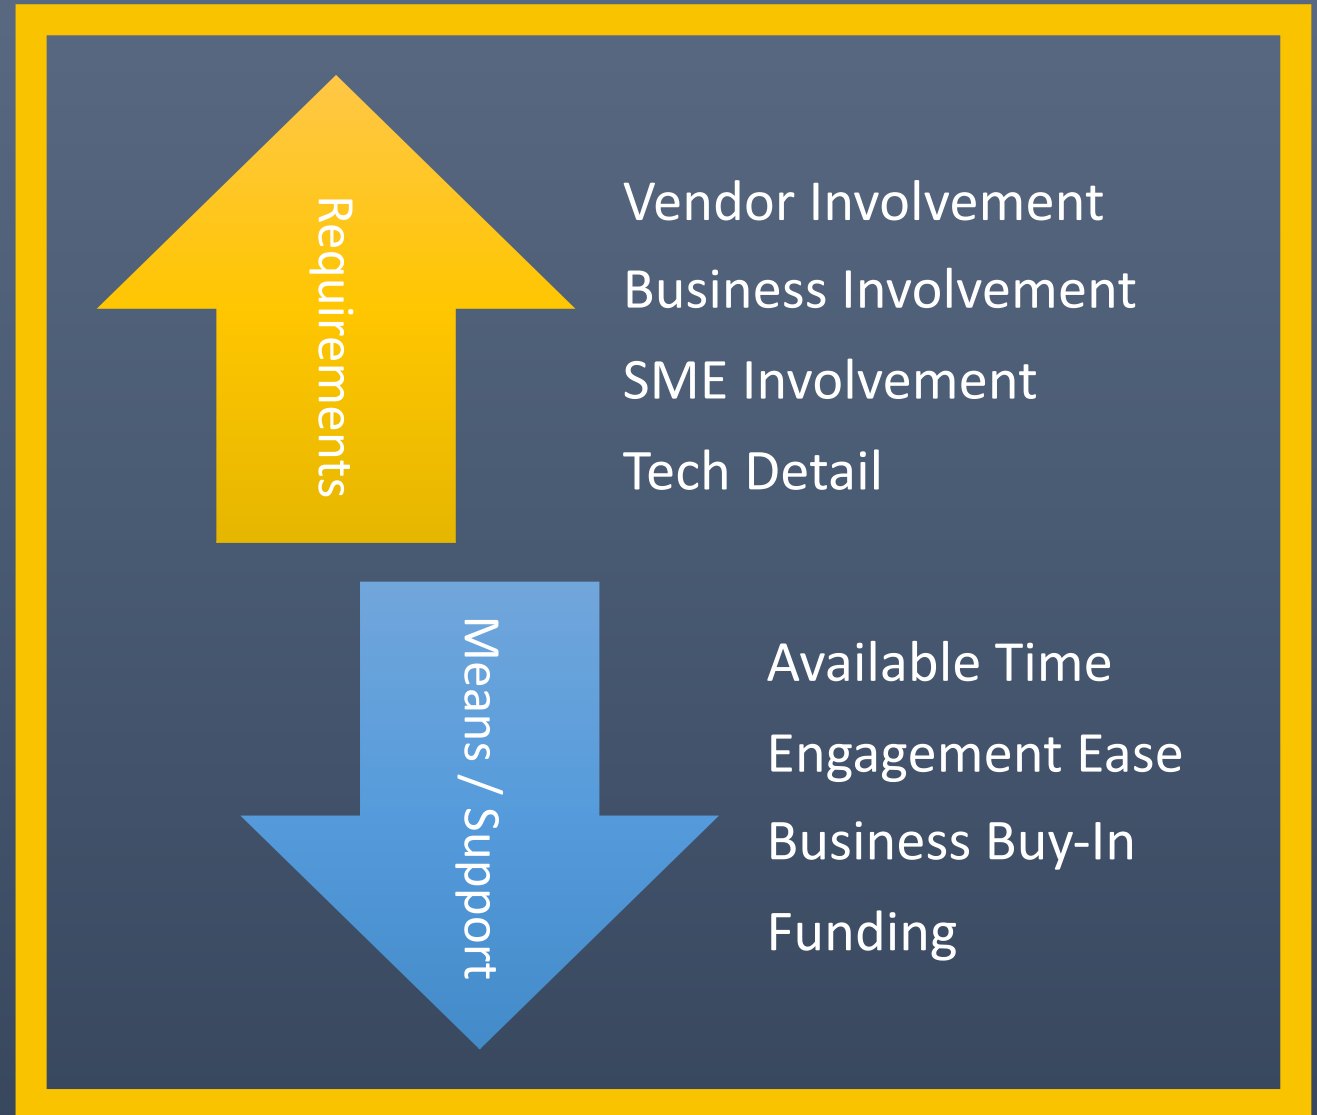 Requirements
Vendor Involvement
Business Involvement
SME Involvement
Tech Detail
Means / Support
Available Time
Engagement Ease
Business Buy-In
Funding